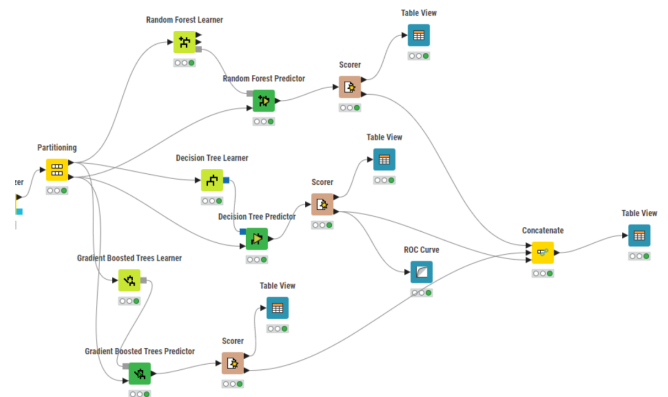 Table View
Random Forest Learner
Scorer
Random Forest Predictor
Table View
Partitioning
Decision Tree Learner
Scorer
zer
Decision Tree Predictor
Table View
Concatenate
ROC Curve
Gradient Boosted Trees Learner
Table View
Scorer
Gradient Boosted Trees Predictor